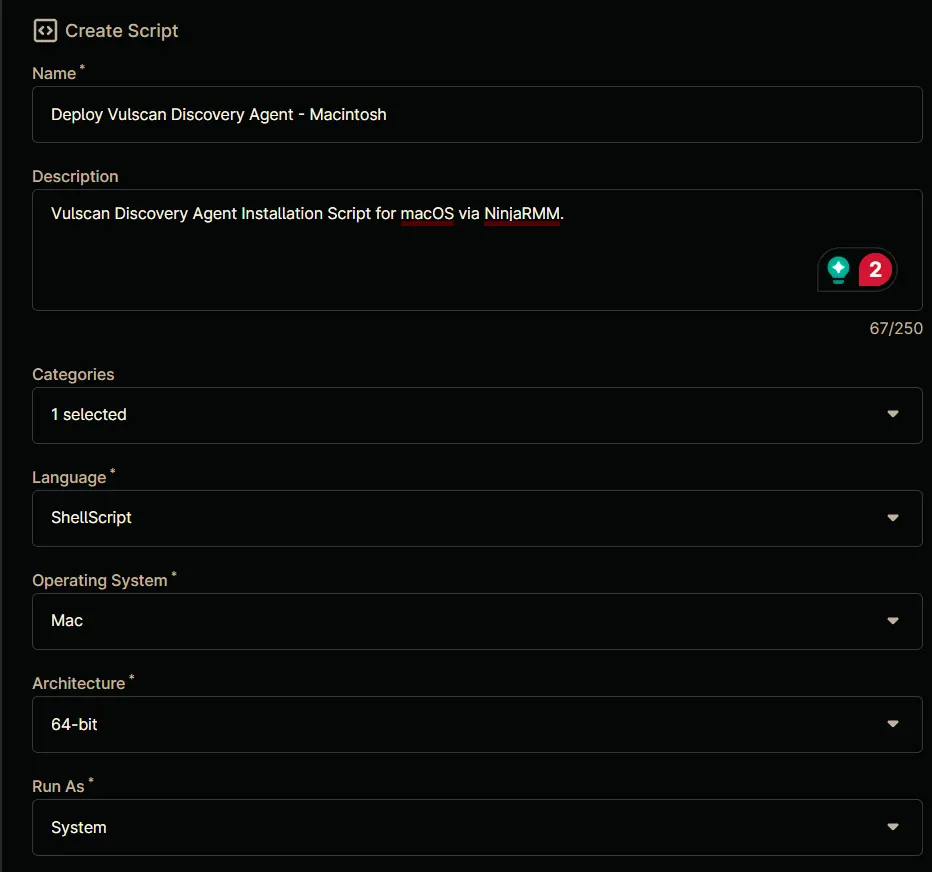 Create Script
Name *
Deploy Vulscan Discovery Agent - Macintosh
Description
Vulscan Discovery Agent Installation Script for macOS via NinjaRMM.
2
67/250
Categories
1 selected
Language *
ShellScript
Operating System *
Mac
Architecture *
64-bit
Run As *
System